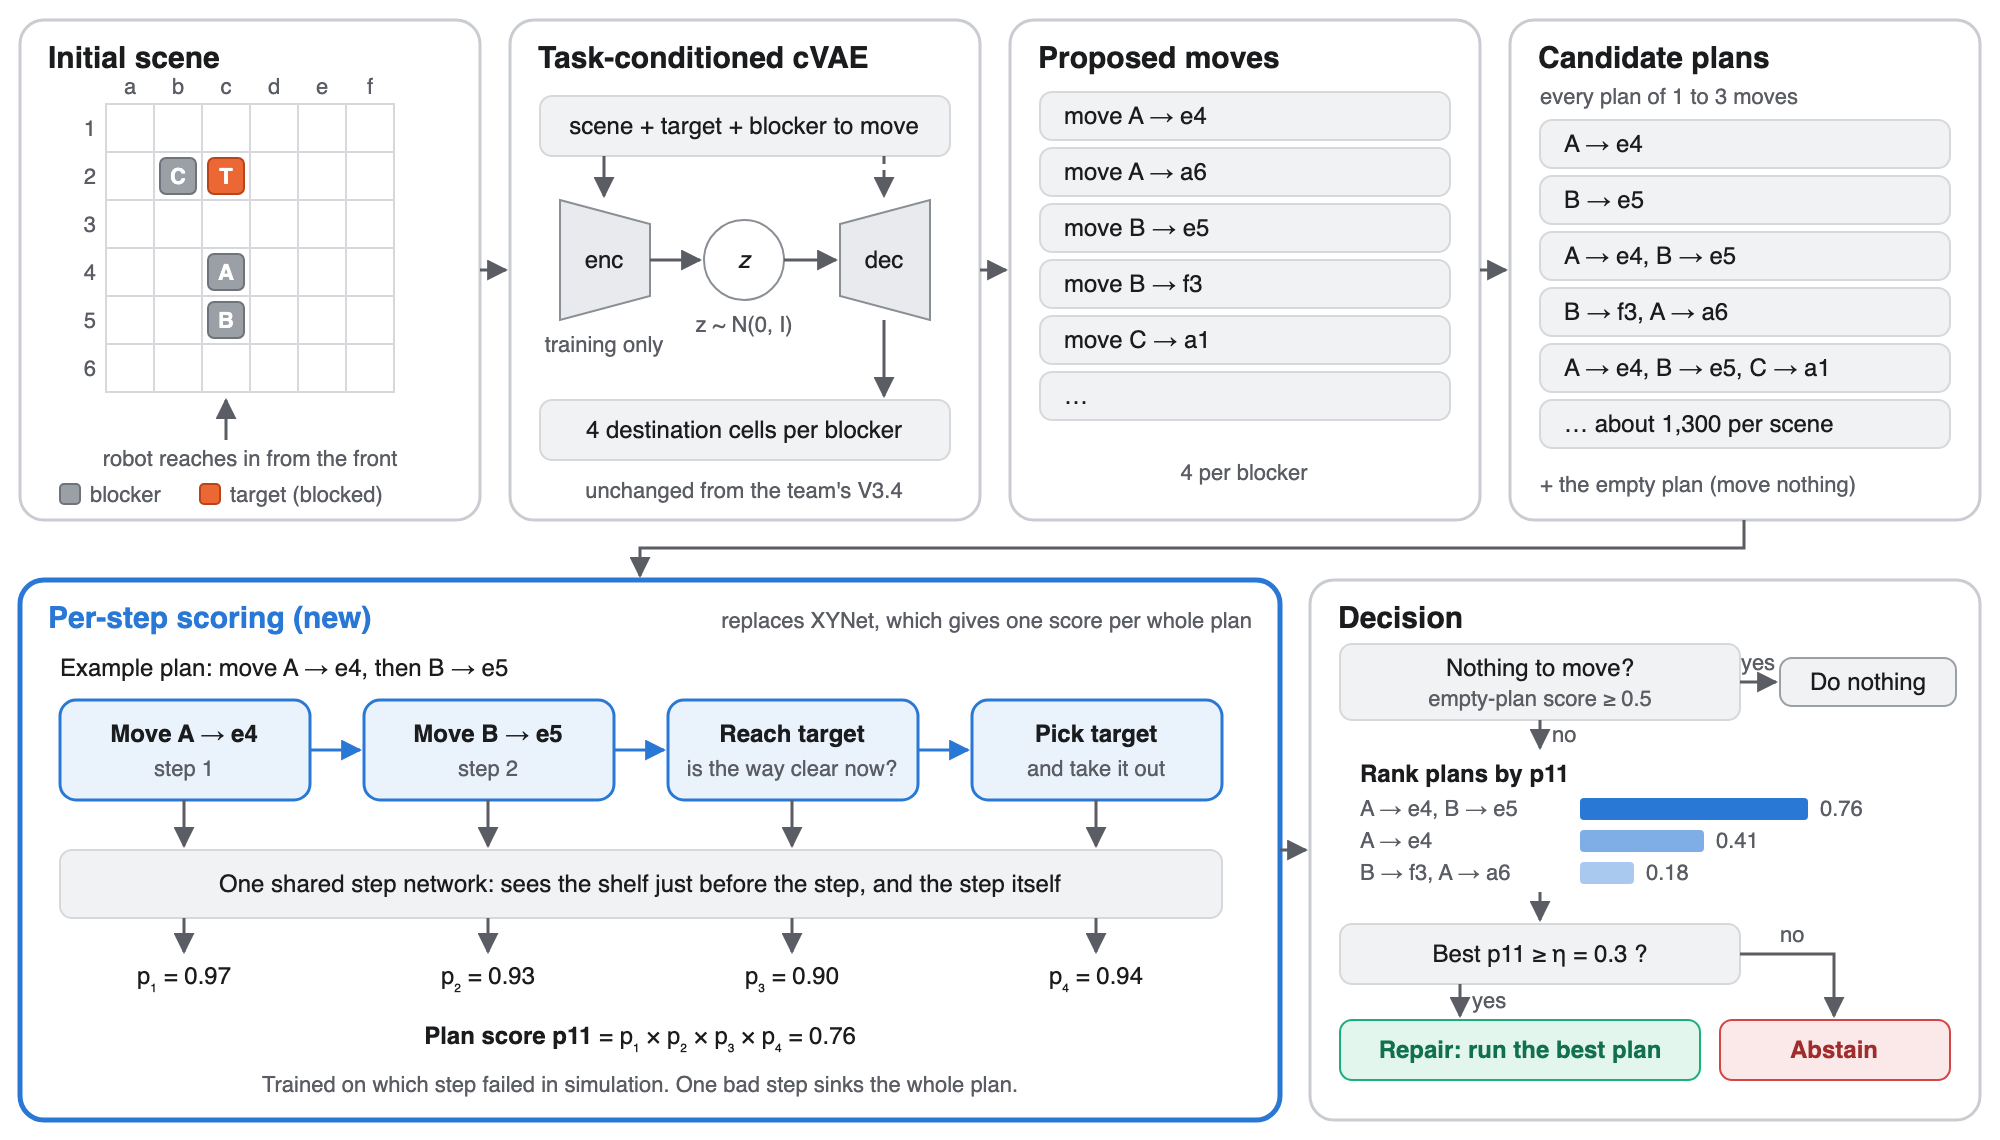 Initial scene
a b c d e f
1
2 C T
3
4 A
5 B
6
robot reaches in from the front
blocker target (blocked)
Task-conditioned cVAE
scene + target + blocker to move
enc z dec
training only
z ~ N(0, I)
4 destination cells per blocker
unchanged from the team's V3.4
Proposed moves
move A → e4
move A → a6
move B → e5
move B → f3
move C → a1
…
4 per blocker
Candidate plans
every plan of 1 to 3 moves
A → e4
B → e5
A → e4, B → e5
B → f3, A → a6
A → e4, B → e5, C → a1
… about 1,300 per scene
+ the empty plan (move nothing)
Per-step scoring (new)
replaces XYNet, which gives one score per whole plan
Example plan: move A → e4, then B → e5
Move A → e4
step 1
Move B → e5
step 2
Reach target
is the way clear now?
Pick target
and take it out
One shared step network: sees the shelf just before the step, and the step itself
p₁ = 0.97 p₂ = 0.93 p₃ = 0.90 p₄ = 0.94
Plan score p11 = p₁ × p₂ × p₃ × p₄ = 0.76
Trained on which step failed in simulation. One bad step sinks the whole plan.
Decision
Nothing to move?
empty-plan score ≥ 0.5
yes
Do nothing
no
Rank plans by p11
A → e4, B → e5 0.76
A → e4 0.41
B → f3, A → a6 0.18
Best p11 ≥ η = 0.3 ?
no
yes
Repair: run the best plan
Abstain